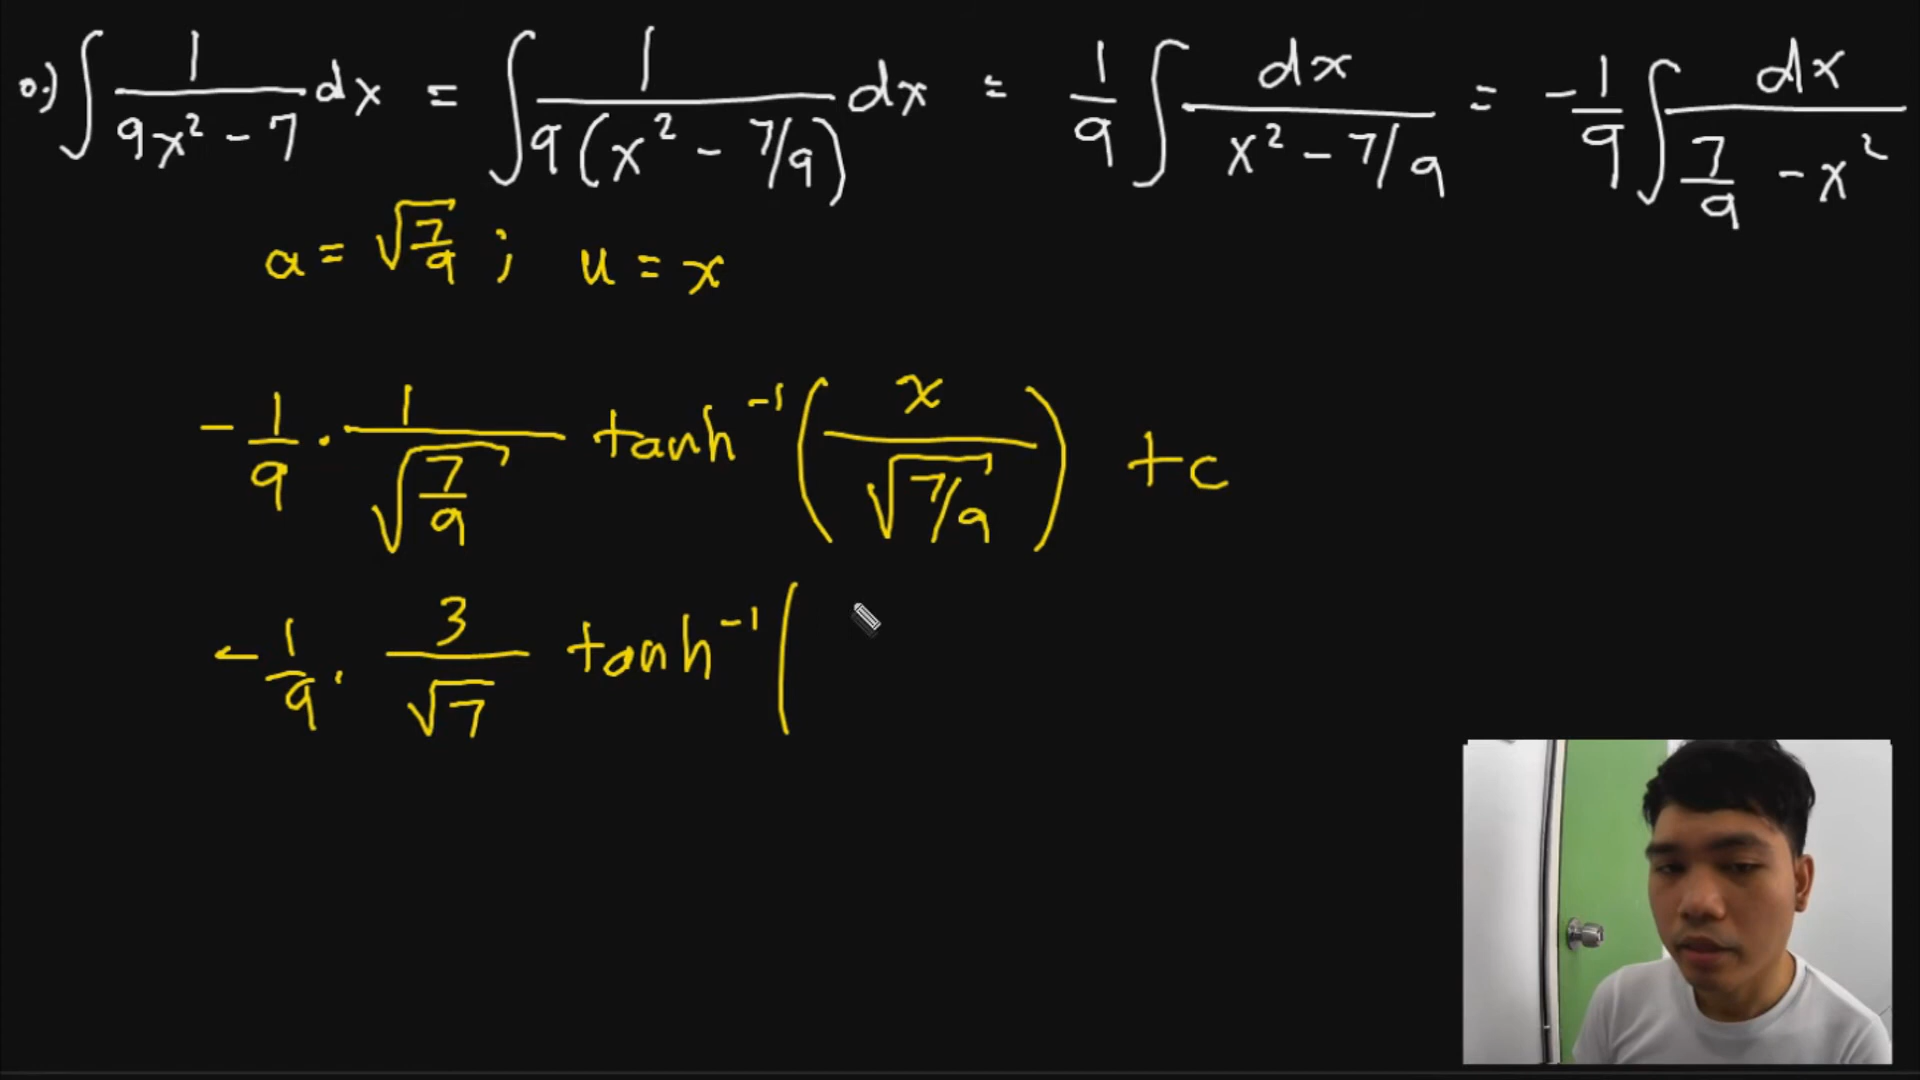 o.) ∫ 1/(9x² - 7) dx = ∫ 1/(9(x² - 7/9)) dx = 1/9 ∫ dx/(x² - 7/9) = -1/9 ∫ dx/(7/9 - x²)
a = √(7/9) ; u = x
- 1/9 · 1/√(7/9) tanh⁻¹ (x/√(7/9)) + c
- 1/9 · 3/√7 tanh⁻¹ (